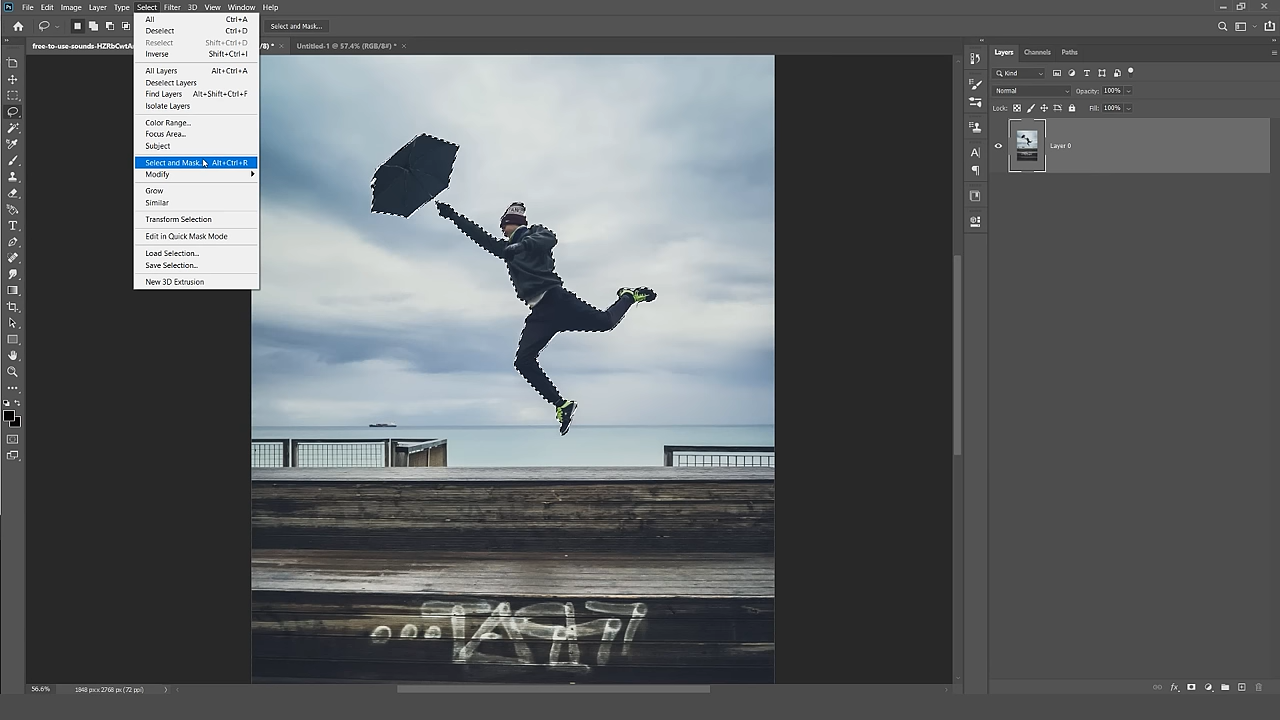 File Edit Image Layer Type Select Filter 3D View Window Help
Select and Mask...
free-to-use-sounds-HZRbCwtA
/8) * ×
Untitled-1 @ 57.4% (RGB/8#) * ×
All Ctrl+A
Deselect Ctrl+D
Reselect Shift+Ctrl+D
Inverse Shift+Ctrl+I
All Layers Alt+Ctrl+A
Deselect Layers
Find Layers Alt+Shift+Ctrl+F
Isolate Layers
Color Range...
Focus Area...
Subject
Select and Mask... Alt+Ctrl+R
Modify
Grow
Similar
Transform Selection
Edit in Quick Mask Mode
Load Selection...
Save Selection...
New 3D Extrusion
Layers Channels Paths
Kind
Normal Opacity: 100%
Lock: Fill: 100%
Layer 0
56.6% 1848 px x 2768 px (72 ppi)
fx